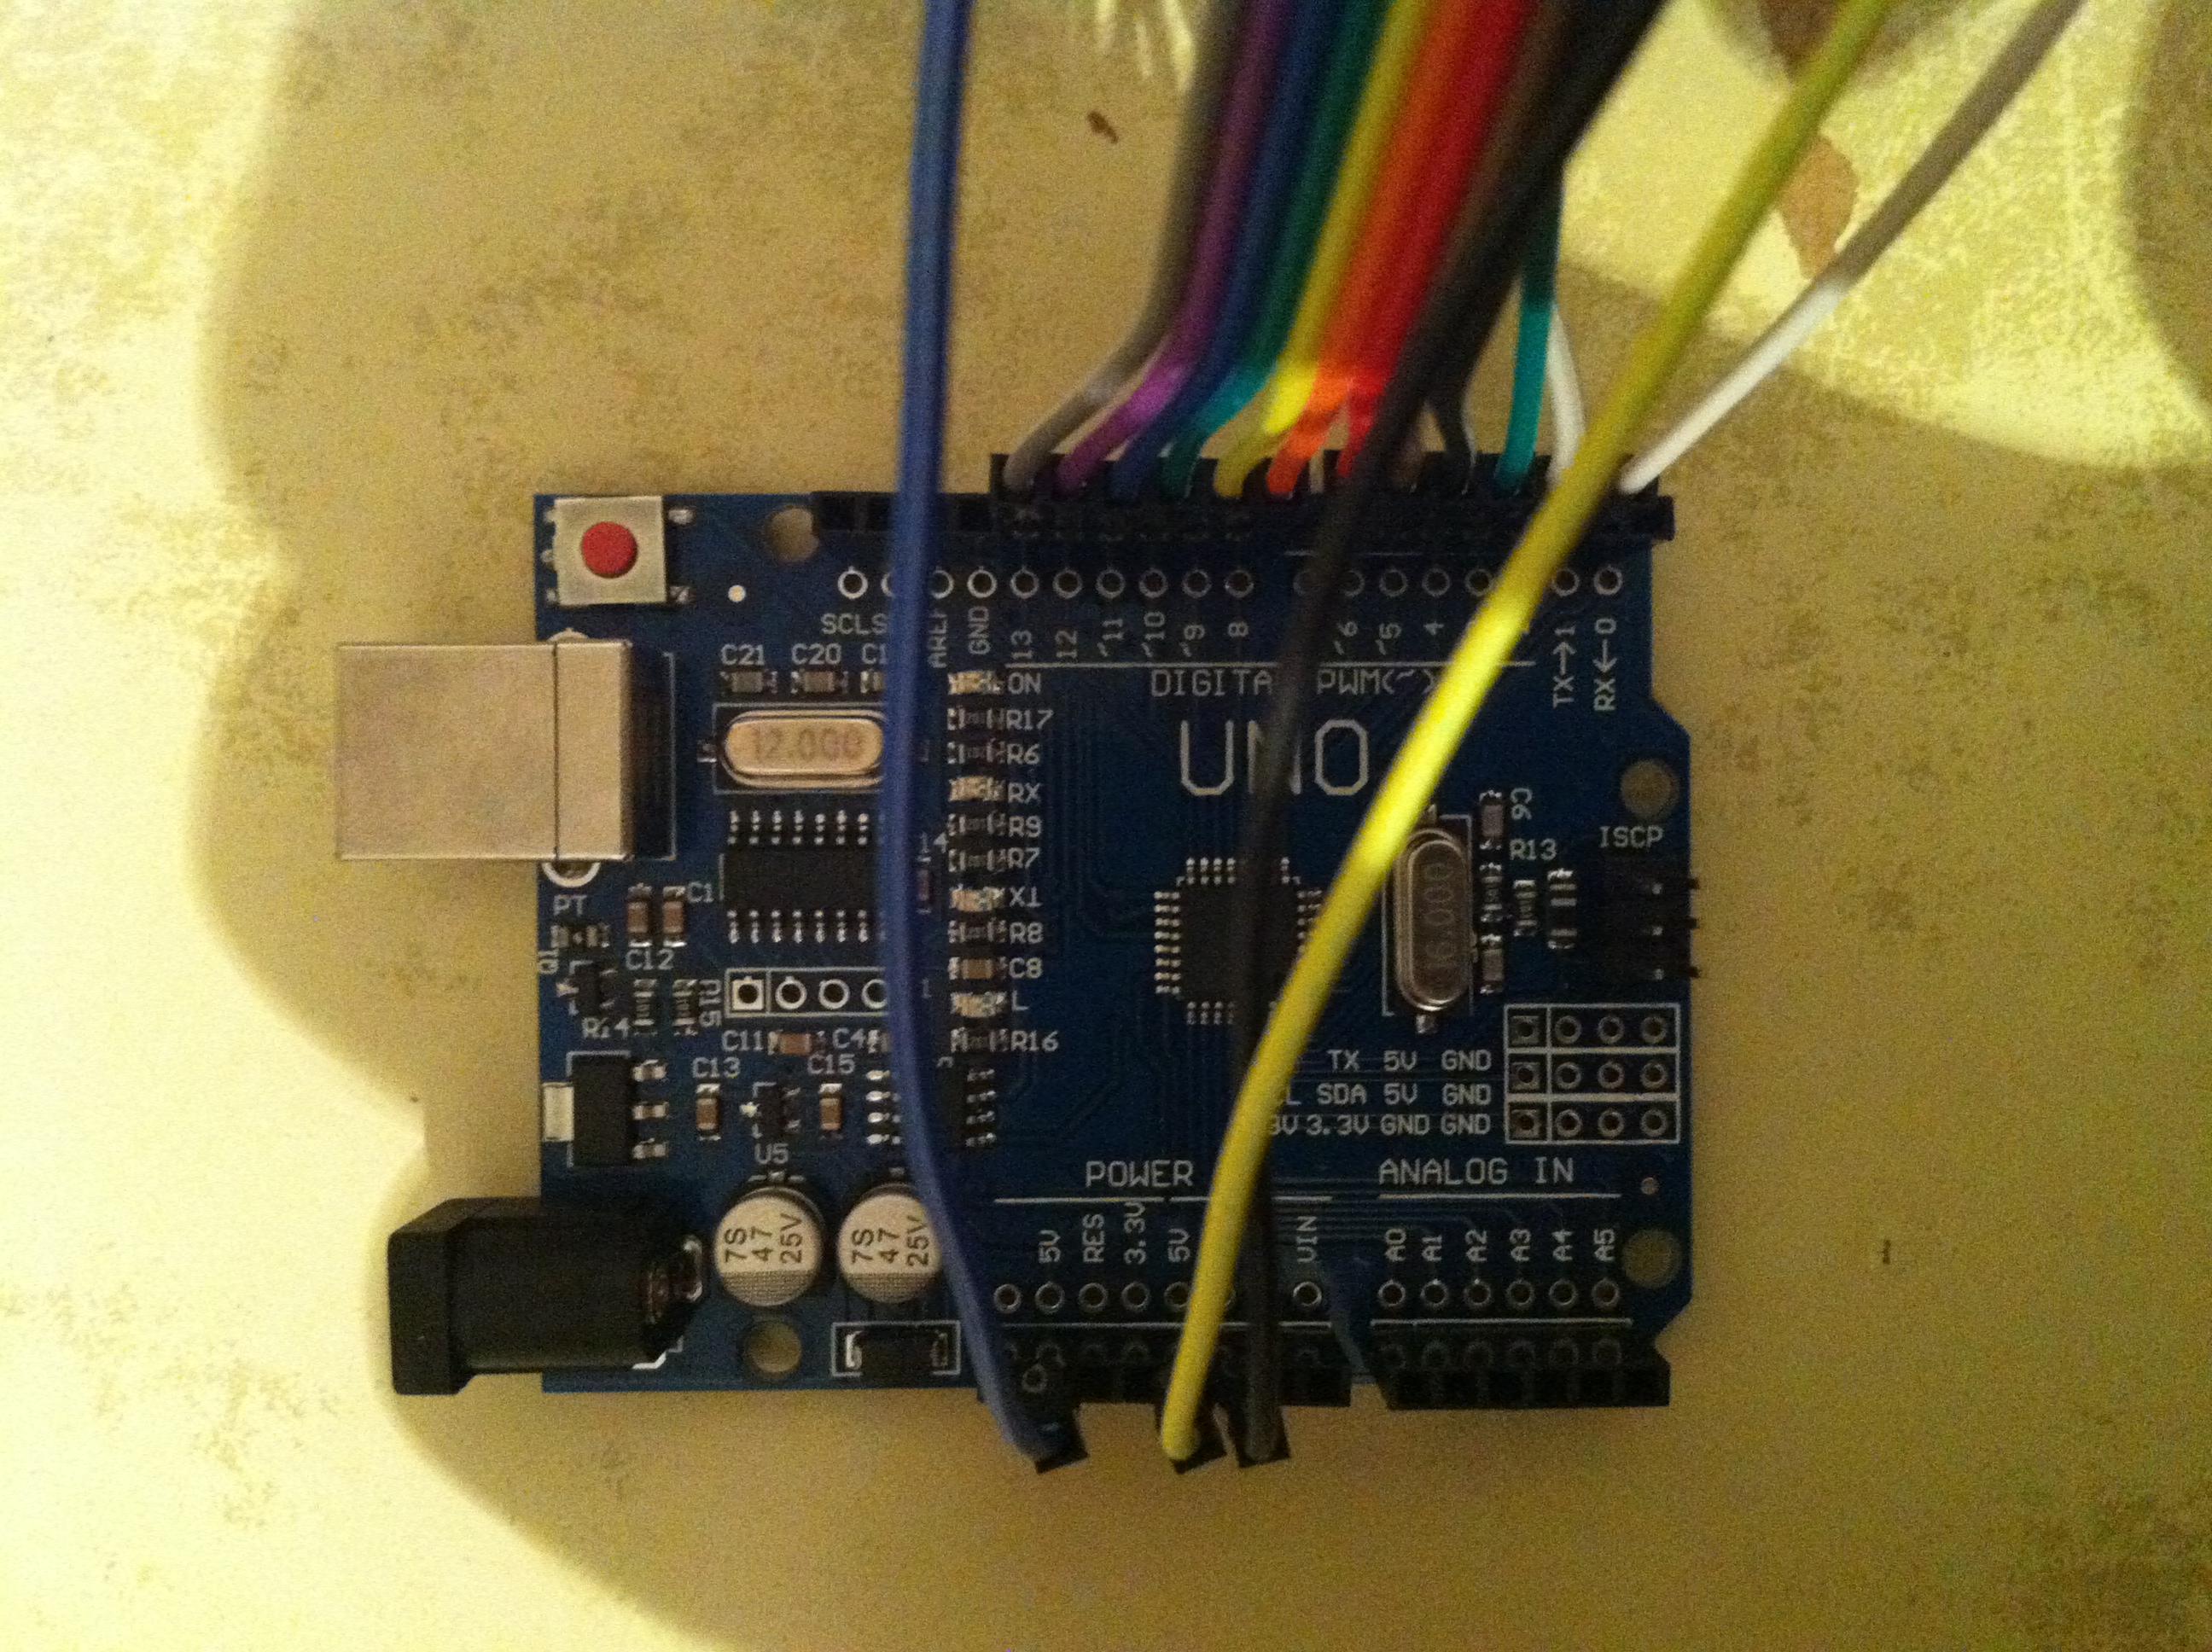 SCL
AREF
GND
13
12
~11
~10
~9
8
~6
~5
4
TX→1
RX←0
C21 C20
ON
DIGITA PWM(~)
R17
UNO
12.000
R6
RX
C6
R9
ISCP
R7
R13
C1
TX
16.000
PT
R8
Q1
C12
C8
L
R15
R14
C11 C4
R16
C13 C15
TX 5V GND
SDA 5V GND
3.3V GND GND
U5
POWER
ANALOG IN
5V
RES
3.3V
5V
VIN
A0
A1
A2
A3
A4
A5
7S
47
25V
7S
47
25V